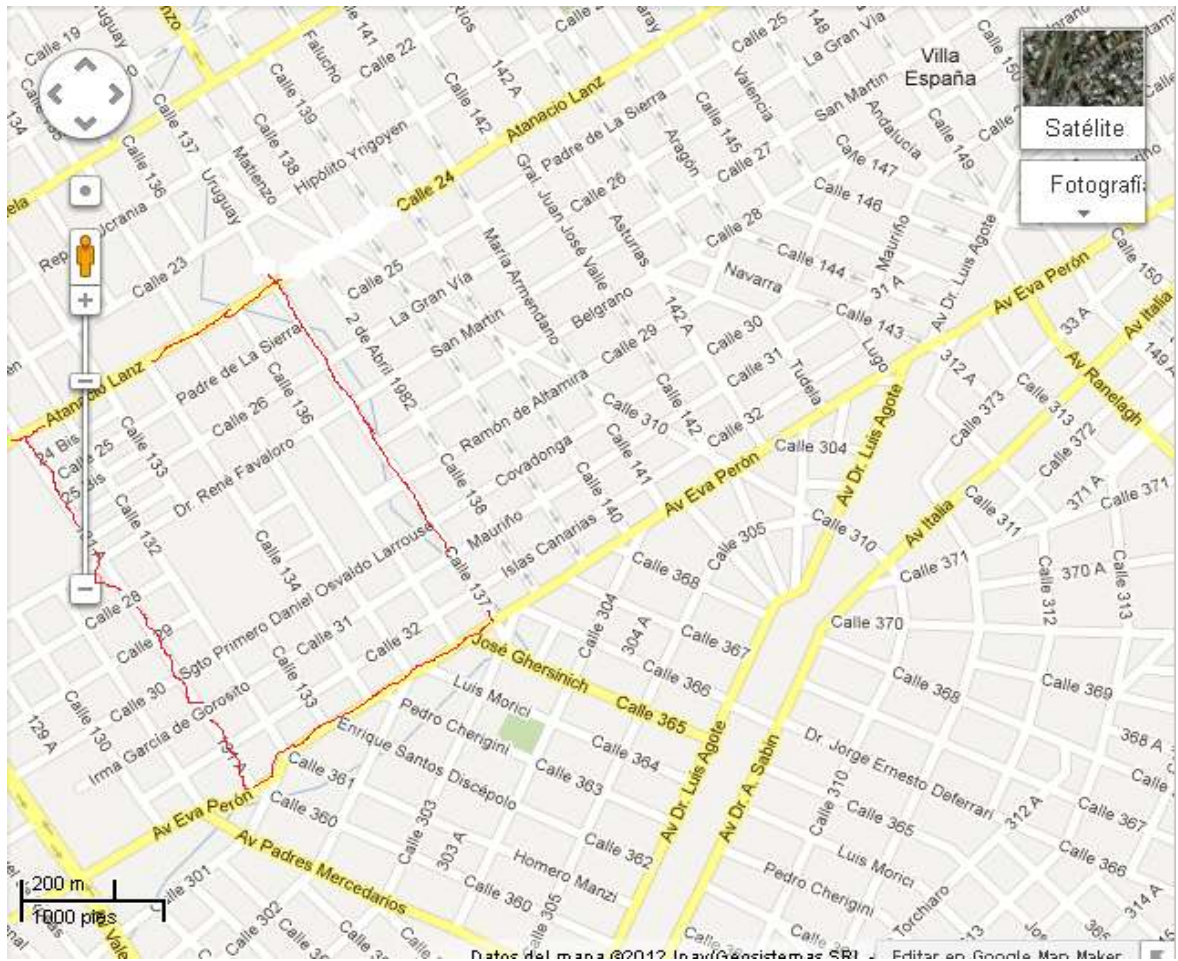 Calle 19
Uruguay
Falucho
141
Calle 22
Calle 139
142 A
Calle 25
Valencia
La Gran Vía
148
Villa
España
Calle 150
Satélite
Fotografí
134
Calle 137
Calle 136
Matienzo
Calle 138
Uruguay
Hipólito Yrigoyen
Calle 142
Atanacio Lanz
Padre de La Sierra
Aragón
Calle 145
San Martin
Andalucía
Calle 27
Calle 147
Calle 149
Calle 146
Calle 24
Calle 26
Gral. Juan José Valle
Asturias
Calle 28
Calle 23
Calle 25
La Gran Vía
María Armendano
Navarra
Calle 144
Mauriño
31 A
Av Dr. Luis Agote
Av Eva Perón
Calle 150
2 de Abril 1982
San Martin
Belgrano
142 A
Calle 143
Av Italia
33 A
149 A
Padre de La Sierra
Calle 29
Calle 30
Calle 31
Tudela
Lugo
312 A
Av Ranelagh
Atanacio Lanz
Calle 136
Calle 26
Ramón de Altamira
Calle 310
Calle 142
Calle 32
Calle 373
Calle 313
Calle 372
24 Bis
Calle 25
25 Bis
Calle 133
Dr. René Favaloro
Covadonga
Calle 141
Calle 304
Av Dr. Luis Agote
371 A
Calle 371
Calle 138
Calle 140
Av Eva Perón
Calle 311
Calle 132
Calle 134
Mauriño
Islas Canarias
Calle 305
Calle 310
Av Italia
Calle 371
370 A
Calle 312
Calle 313
131 A
Calle 137
Calle 368
Calle 28
Calle 29
Sgto Primero Daniel Osvaldo Larrouse
Calle 31
Calle 32
Calle 304
304 A
Calle 367
Calle 370
José Ghersinich
Calle 366
Calle 368
Calle 369
Calle 30
Calle 133
Irma García de Gorosito
129 A
Calle 130
131 A
Luis Morici
Calle 365
Pedro Cherigini
Calle 364
Av Dr. Luis Agote
Av Dr. A. Sabin
Dr. Jorge Ernesto Deferrari
368 A
Calle 310
Enrique Santos Discépolo
Calle 361
Calle 363
312 A
Calle 367
Calle 360
Av Eva Perón
Calle 365
Calle 303
303 A
Calle 362
Calle 366
Av Padres Mercedarios
Homero Manzi
Luis Morici
Pedro Cherigini
Calle 301
Calle 302
Calle 360
Calle 305
Torchiaro
365
314 A
200 m
1000 pies
Datos del mapa ©2012 Inav/Geosistemas SRL -
Editar en Google Map Maker